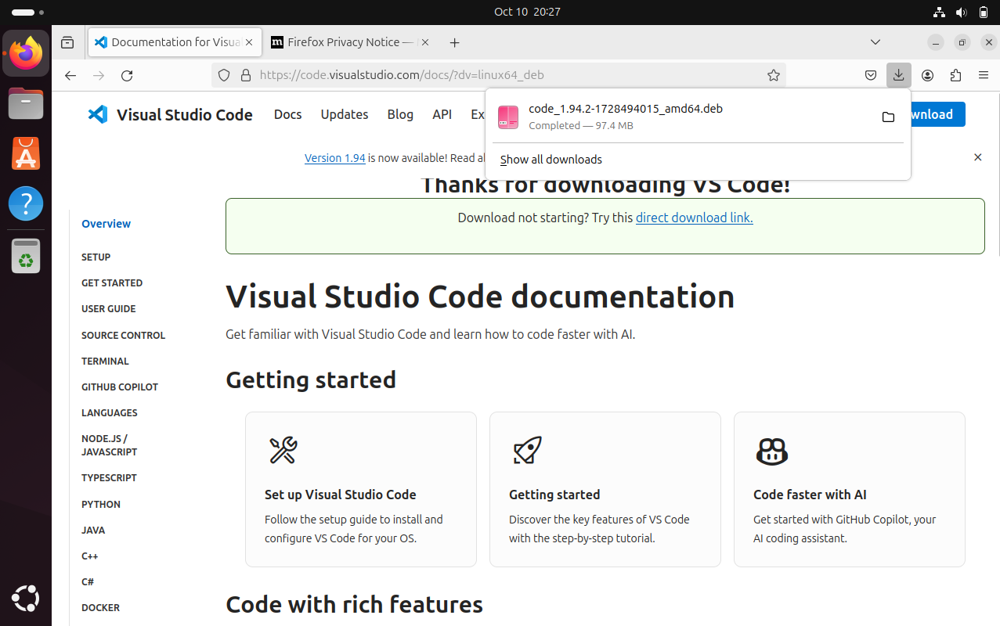 Oct 10 20:27
Documentation for Visua
Firefox Privacy Notice —
https://code.visualstudio.com/docs/?dv=linux64_deb
Visual Studio Code
Docs
Updates
Blog
API
Ex
wnload
code_1.94.2-1728494015_amd64.deb
Completed — 97.4 MB
Show all downloads
Version 1.94 is now available! Read a
Thanks for downloading VS Code!
Download not starting? Try this direct download link.
Overview
SETUP
GET STARTED
USER GUIDE
SOURCE CONTROL
TERMINAL
GITHUB COPILOT
LANGUAGES
NODE.JS /
JAVASCRIPT
TYPESCRIPT
PYTHON
JAVA
C++
C#
DOCKER
Visual Studio Code documentation
Get familiar with Visual Studio Code and learn how to code faster with AI.
Getting started
Set up Visual Studio Code
Follow the setup guide to install and
configure VS Code for your OS.
Getting started
Discover the key features of VS Code
with the step-by-step tutorial.
Code faster with AI
Get started with GitHub Copilot, your
AI coding assistant.
Code with rich features